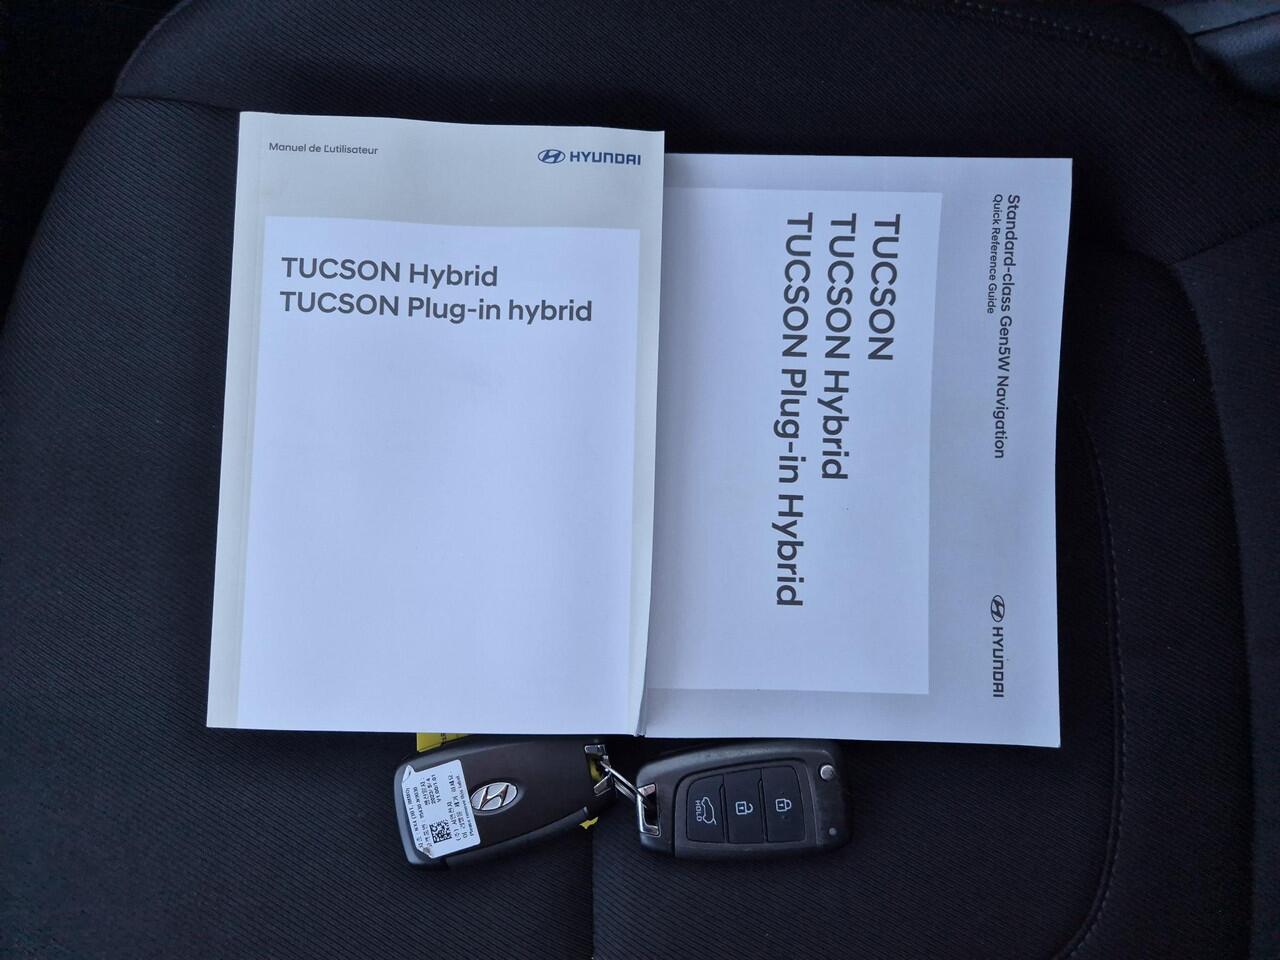 Manuel de L'utilisateur
HYUNDAI
TUCSON Hybrid
TUCSON Plug-in hybrid
Standard-class Gen5W Navigation
Quick Reference Guide
HYUNDAI
TUCSON
TUCSON Hybrid
TUCSON Plug-in Hybrid
HOLD